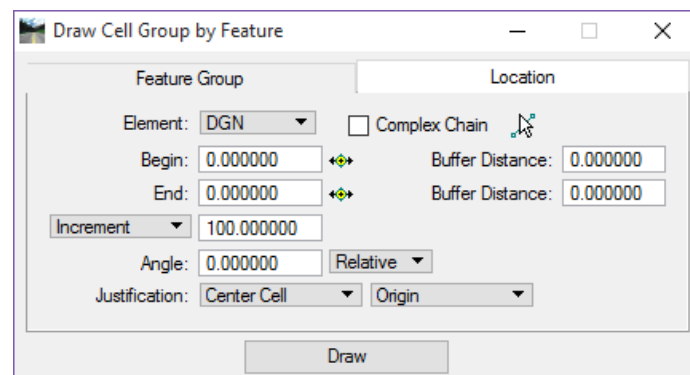 Draw Cell Group by Feature
Feature Group Location
Element: DGN Complex Chain
Begin: 0.000000 Buffer Distance: 0.000000
End: 0.000000 Buffer Distance: 0.000000
Increment 100.000000
Angle: 0.000000 Relative
Justification: Center Cell Origin
Draw